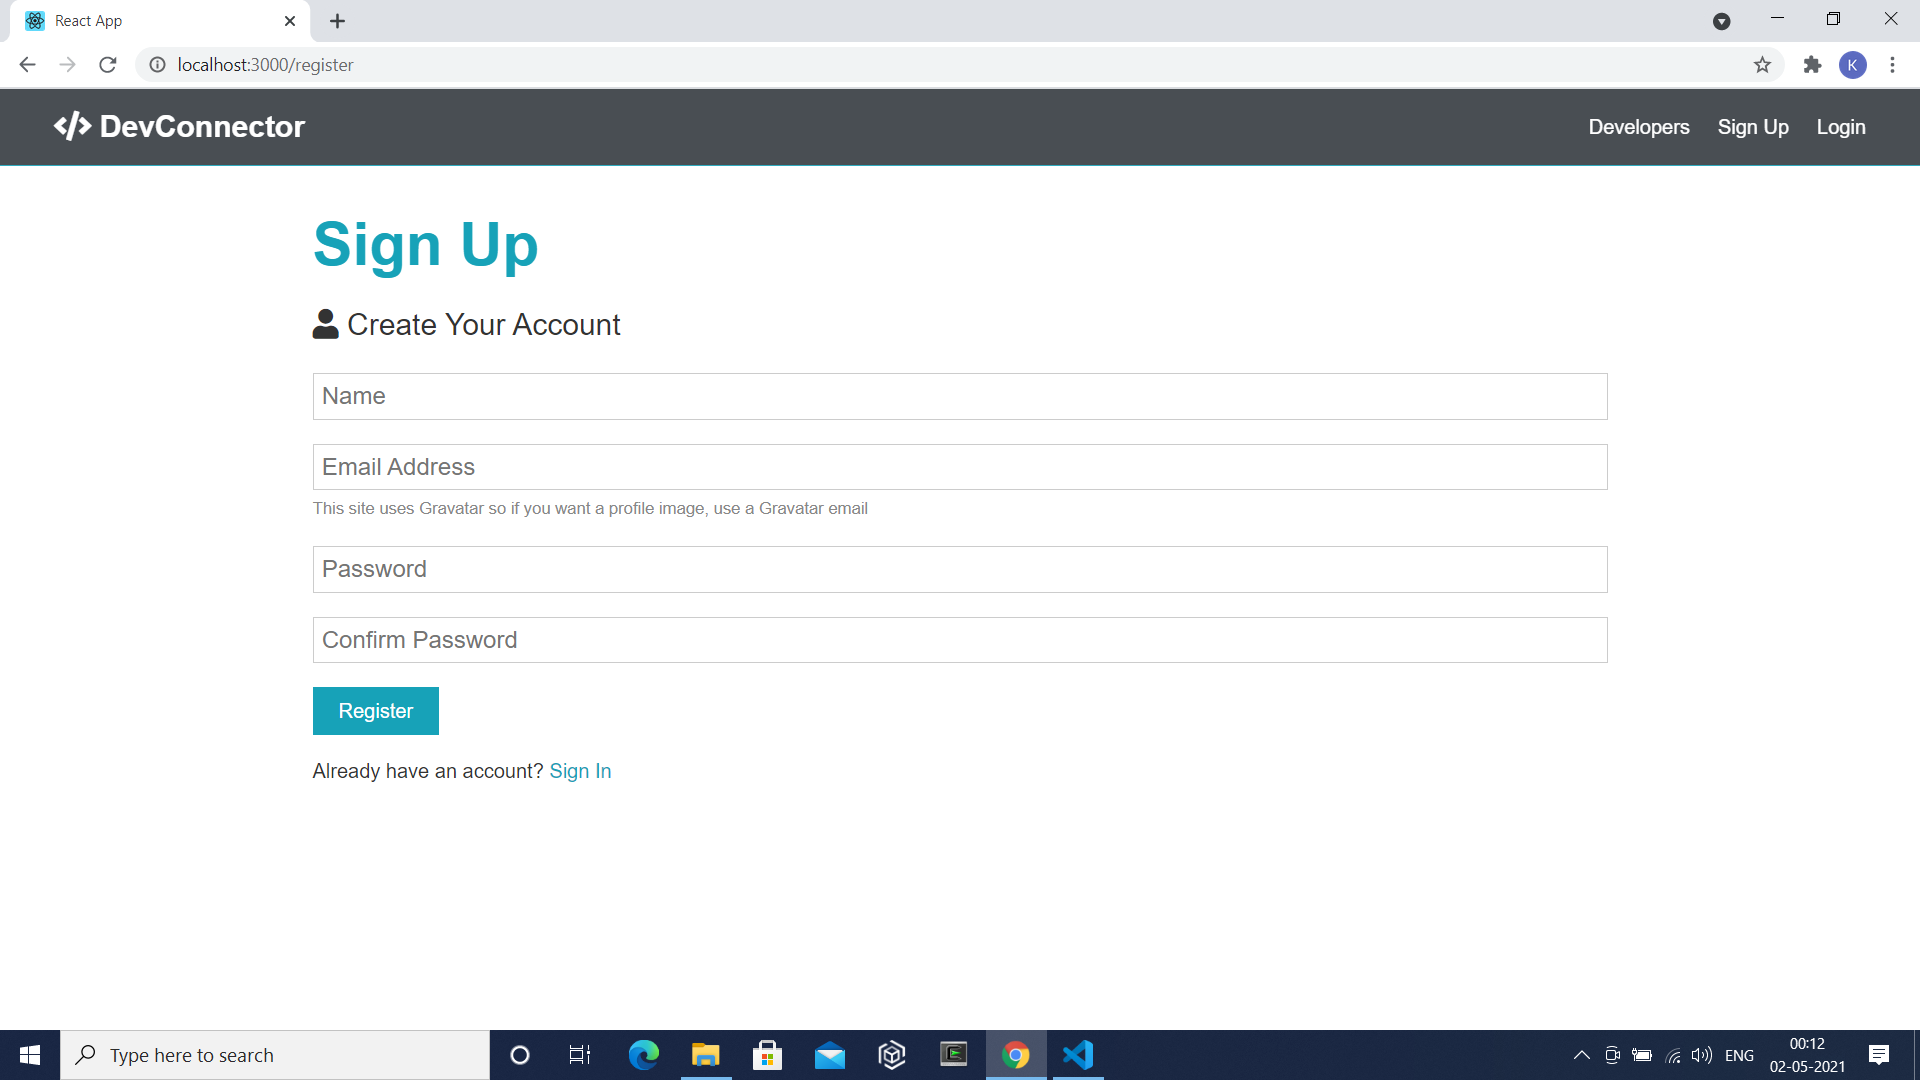 React App
localhost:3000/register
K
DevConnector
Developers Sign Up Login
Sign Up
Create Your Account
Name
Email Address
This site uses Gravatar so if you want a profile image, use a Gravatar email
Password
Confirm Password
Register
Already have an account? Sign In
Type here to search
ENG
00:12
02-05-2021